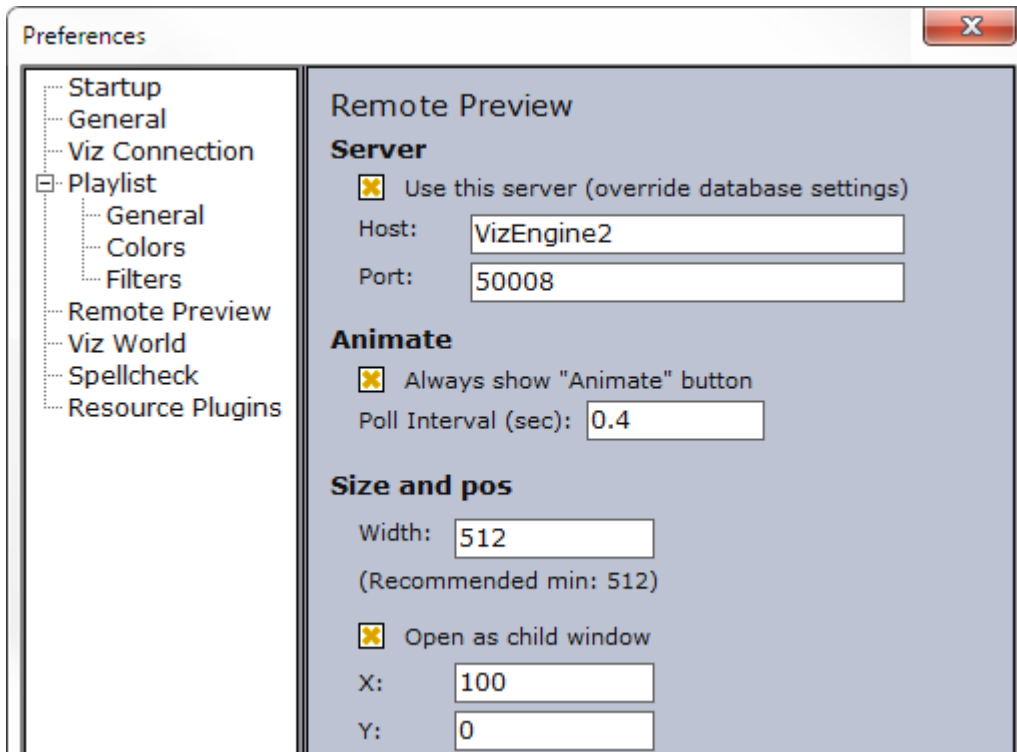 Preferences
Startup
General
Viz Connection
Playlist
General
Colors
Filters
Remote Preview
Viz World
Spellcheck
Resource Plugins
Remote Preview
Server
Use this server (override database settings)
Host: VizEngine2
Port: 50008
Animate
Always show "Animate" button
Poll Interval (sec): 0.4
Size and pos
Width: 512
(Recommended min: 512)
Open as child window
X: 100
Y: 0